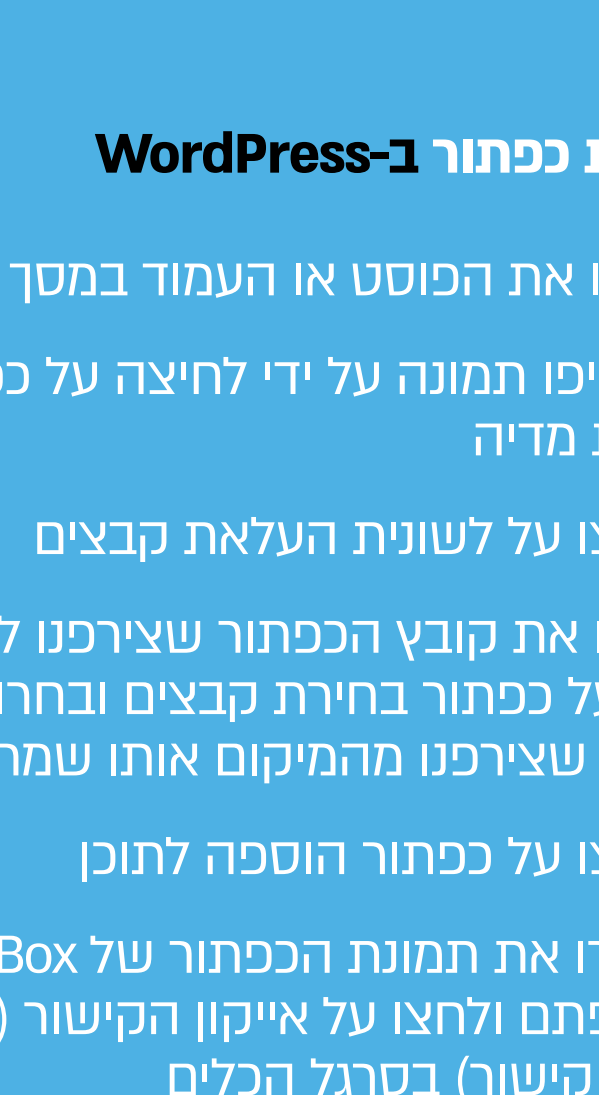 כפתור ב-WordPress
את הפוסט או העמוד במסך
יפו תמונה על ידי לחיצה על
מדיה
צו על לשונית העלאת קבצים
את קובץ הכפתור שצירפנו ל
על כפתור בחירת קבצים ובחרו
שצירפנו מהמיקום אותו שמר
צו על כפתור הוספה לתוכן
רו את תמונת הכפתור של Box
פתם ולחצו על אייקון הקישור (
קישור) בסרגל הכלים